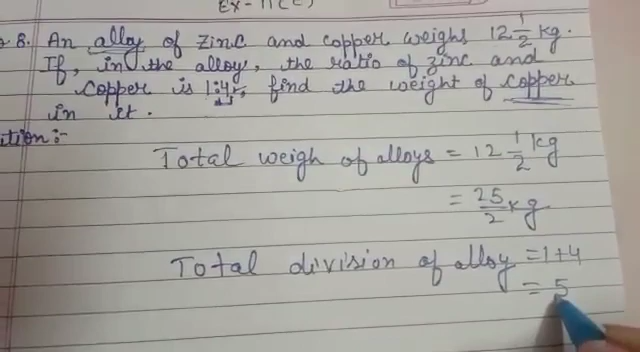 Ex-11(C)
8. An alloy of zinc and copper weighs 12 1/2 kg.
If, in the alloy, the ratio of zinc and
copper is 1:4, find the weight of copper
in it.
ution:-
Total weigh of alloys = 12 1/2 kg
= 25/2 kg
Total division of alloy = 1+4
= 5